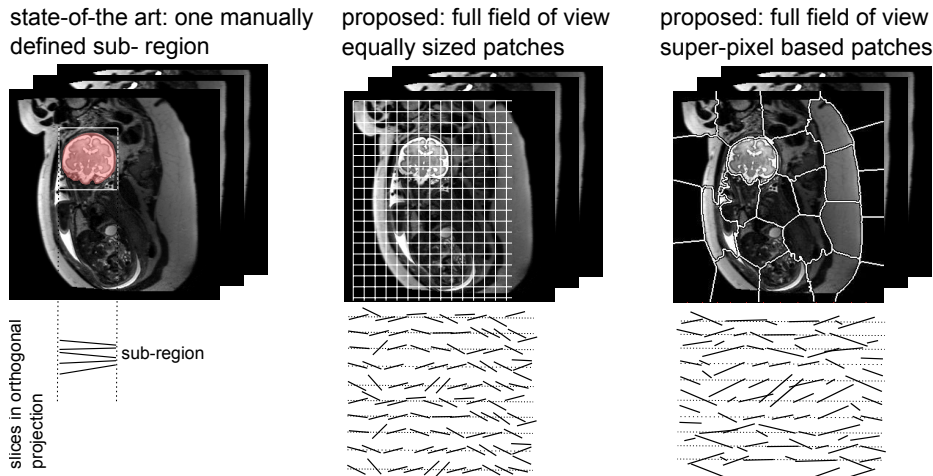 state-of-the art: one manually
defined sub- region
proposed: full field of view
equally sized patches
proposed: full field of view
super-pixel based patches
sub-region
slices in orthogonal
projection